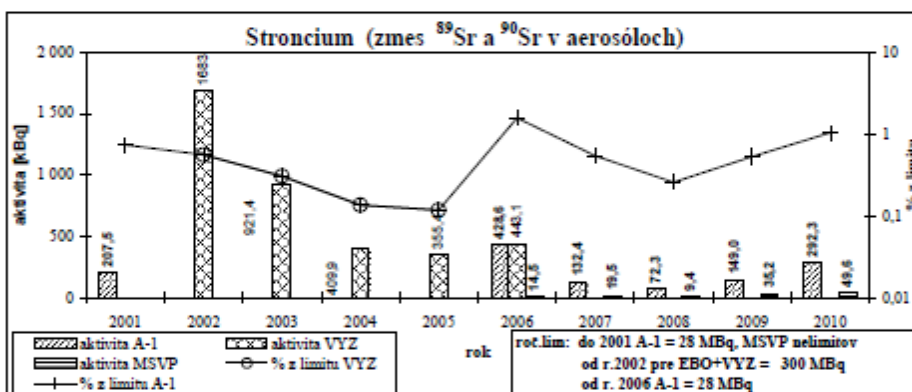 Stroncium (zmes ⁸⁹Sr a ⁹⁰Sr v aerosóloch)
2 000
1 500
1 000
500
0
aktivita [kBq]
10
1
0,1
0,01
% z limitu
207,5
1683
921,4
409,9
355,4
428,6
443,1
14,5
132,4
19,5
72,3
9,4
149,0
35,2
292,3
49,6
2001 2002 2003 2004 2005 2006 2007 2008 2009 2010
rok
aktivita A-1
aktivita VYZ
aktivita MSVP
% z limitu VYZ
% z limitu A-1
roč.lim: do 2001 A-1 = 28 MBq, MSVP nelimitov
od r.2002 pre EBO+VYZ = 300 MBq
od r. 2006 A-1 = 28 MBq